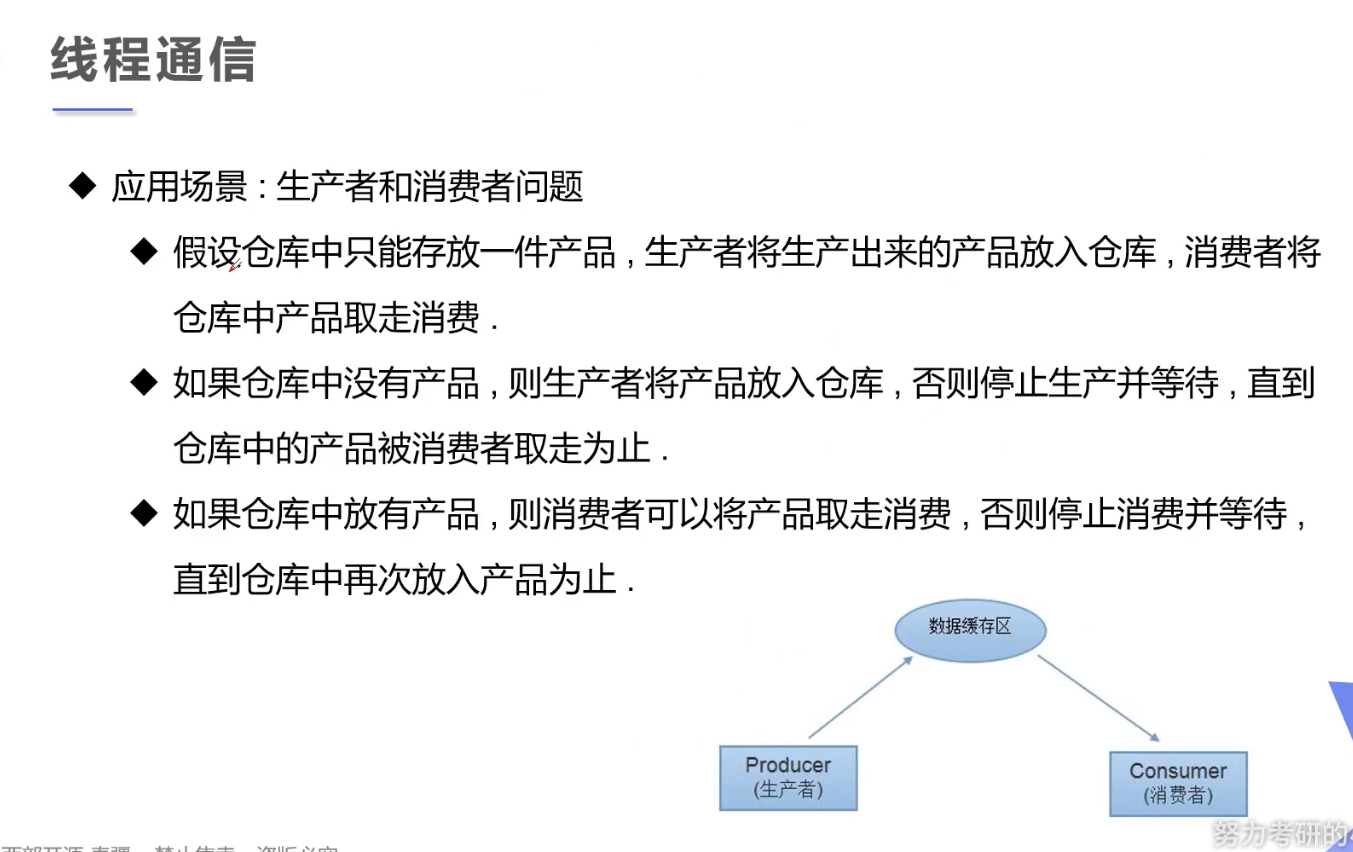 线程通信
◆ 应用场景 : 生产者和消费者问题
◆ 假设仓库中只能存放一件产品 , 生产者将生产出来的产品放入仓库 , 消费者将
仓库中产品取走消费 .
◆ 如果仓库中没有产品 , 则生产者将产品放入仓库 , 否则停止生产并等待 , 直到
仓库中的产品被消费者取走为止 .
◆ 如果仓库中放有产品 , 则消费者可以将产品取走消费 , 否则停止消费并等待 ,
直到仓库中再次放入产品为止 .
数据缓存区
Producer
(生产者)
Consumer
(消费者)
努力考研的